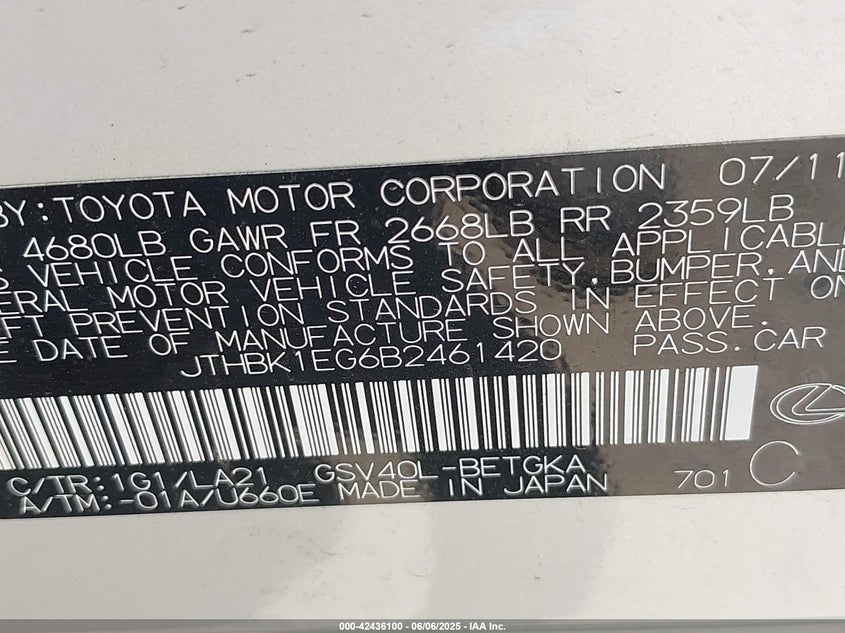 BY:TOYOTA MOTOR CORPORATION 07/11
4680LB GAWR FR 2668LB RR 2359LB
VEHICLE CONFORMS TO ALL APPLICABLE
MOTOR VEHICLE SAFETY,BUMPER,AND
PREVENTION STANDARDS IN EFFECT ON
DATE OF MANUFACTURE SHOWN ABOVE.
JTHBK1EG6B2461420 PASS.CAR
C/TR:1G1/LA21 GSV40L-BETGKA C
A/TM:-01A/U660E MADE IN JAPAN 701
000-42436100 - 06/06/2025 - IAA Inc.